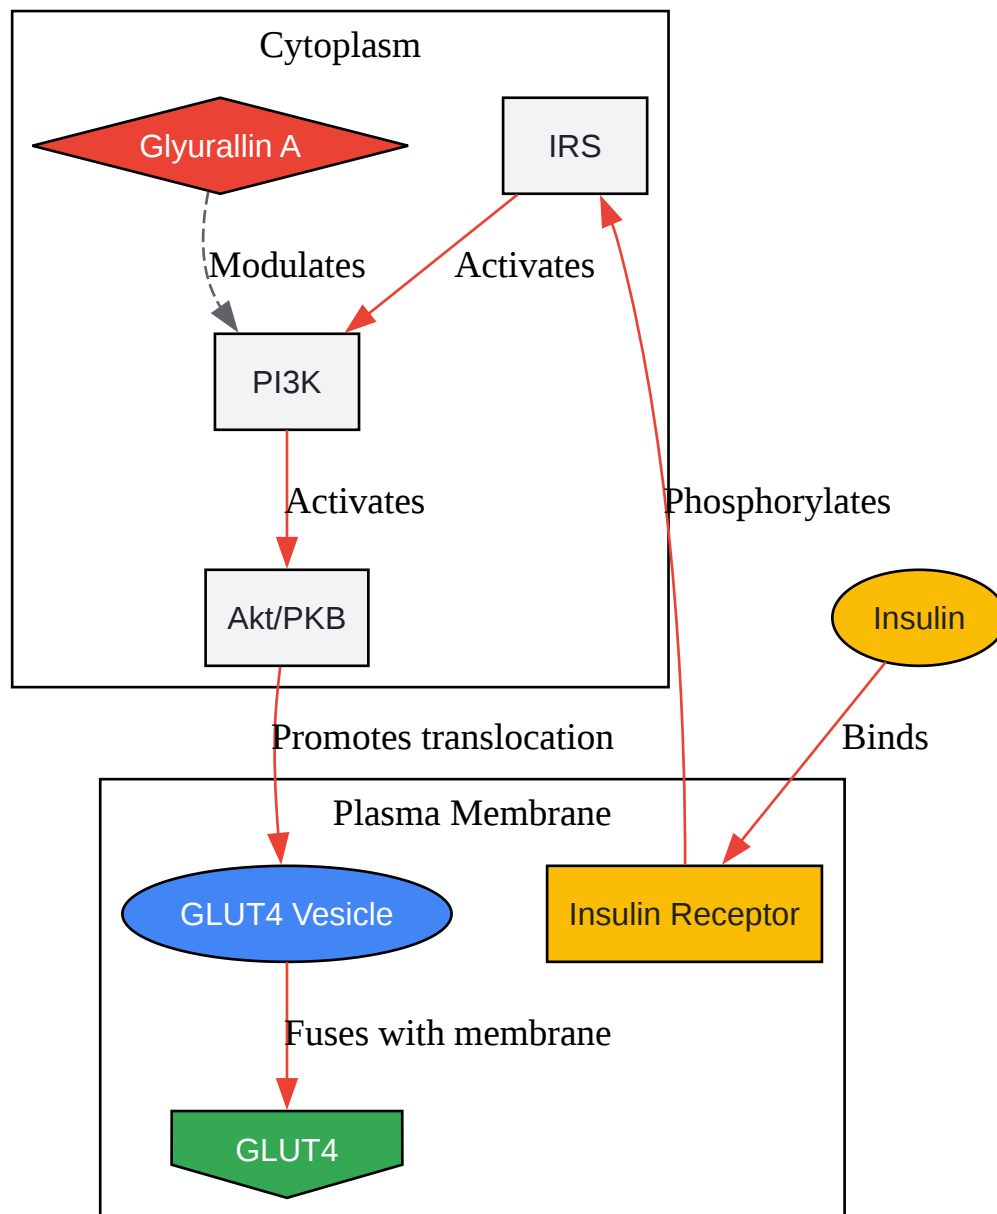 Cytoplasm
Glyurallin A
IRS
Modulates
Activates
PI3K
Activates
Phosphorylates
Akt/PKB
Insulin
Promotes translocation
Binds
Plasma Membrane
GLUT4 Vesicle
Insulin Receptor
Fuses with membrane
GLUT4